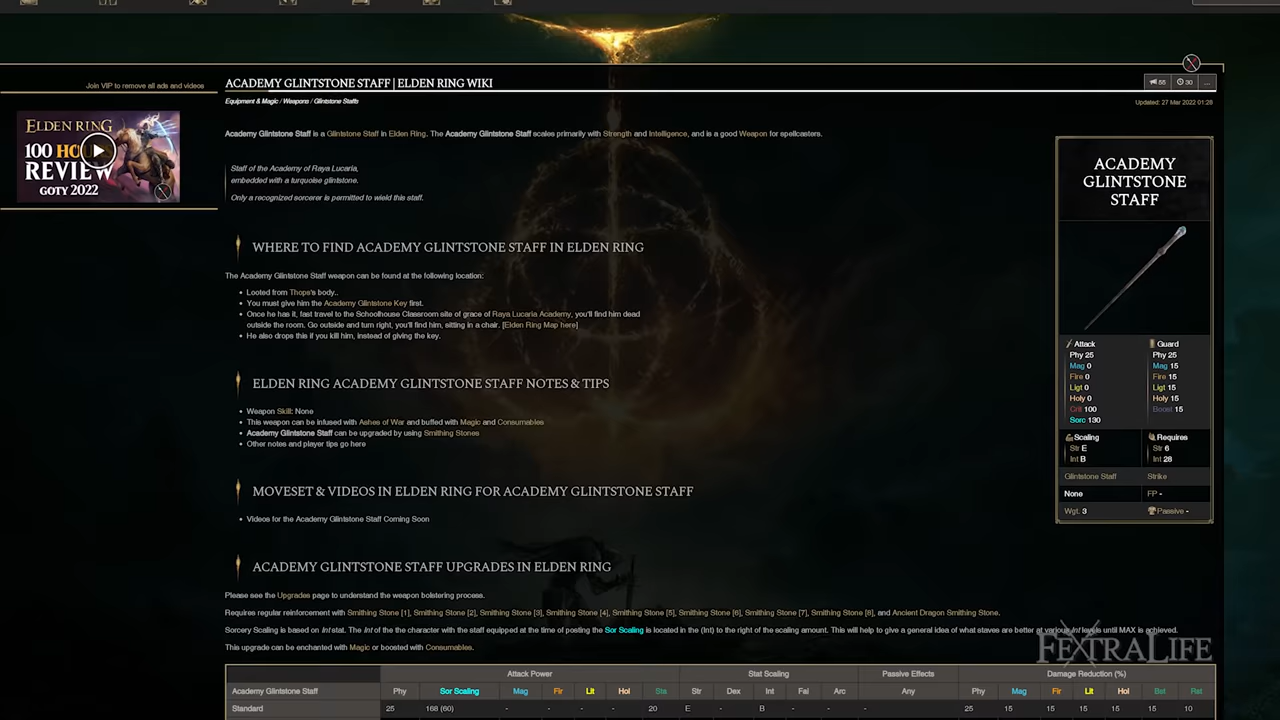 Join VIP to remove all ads and videos
ELDEN RING
100 HOUR
REVIEW
GOTY 2022
ACADEMY GLINTSTONE STAFF | ELDEN RING WIKI
55
30
...
Equipment & Magic / Weapons / Glintstone Staffs
Updated: 27 Mar 2022 01:28
Academy Glintstone Staff is a Glintstone Staff in Elden Ring. The Academy Glintstone Staff scales primarily with Strength and Intelligence, and is a good Weapon for spellcasters.
Staff of the Academy of Raya Lucaria,
embedded with a turquoise glintstone.
Only a recognized sorcerer is permitted to wield this staff.
WHERE TO FIND ACADEMY GLINTSTONE STAFF IN ELDEN RING
The Academy Glintstone Staff weapon can be found at the following location:
• Looted from Thops's body..
• You must give him the Academy Glintstone Key first.
• Once he has it, fast travel to the Schoolhouse Classroom site of grace of Raya Lucaria Academy, you'll find him dead
outside the room. Go outside and turn right, you'll find him, sitting in a chair. [Elden Ring Map here]
• He also drops this if you kill him, instead of giving the key.
ELDEN RING ACADEMY GLINTSTONE STAFF NOTES & TIPS
• Weapon Skill: None
• This weapon can be infused with Ashes of War and buffed with Magic and Consumables
• Academy Glintstone Staff can be upgraded by using Smithing Stones
• Other notes and player tips go here
MOVESET & VIDEOS IN ELDEN RING FOR ACADEMY GLINTSTONE STAFF
• Videos for the Academy Glintstone Staff Coming Soon
ACADEMY GLINTSTONE STAFF UPGRADES IN ELDEN RING
Please see the Upgrades page to understand the weapon bolstering process.
Requires regular reinforcement with Smithing Stone [1], Smithing Stone [2], Smithing Stone [3], Smithing Stone [4], Smithing Stone [5], Smithing Stone [6], Smithing Stone [7], Smithing Stone [8], and Ancient Dragon Smithing Stone.
Sorcery Scaling is based on Int stat. The Int of the the character with the staff equipped at the time of posting the Sor Scaling is located in the (Int) to the right of the scaling amount. This will help to give a general idea of what staves are better at various Int levels until MAX is achieved.
This upgrade can be enchanted with Magic or boosted with Consumables.
ACADEMY
GLINTSTONE
STAFF
Attack Guard
Phy 25 Phy 25
Mag 0 Mag 15
Fire 0 Fire 15
Ligt 0 Ligt 15
Holy 0 Holy 15
Crit 100 Boost 15
Sorc 130
Scaling Requires
Str E Str 6
Int B Int 28
Glintstone Staff Strike
None FP -
Wgt. 3 Passive -
FEXTRALIFE
Attack Power Stat Scaling Passive Effects Damage Reduction (%)
Academy Glintstone Staff Phy Sor Scaling Mag Fir Lit Hol Sta Str Dex Int Fai Arc Any Phy Mag Fir Lit Hol Bst Rst
Standard 25 168 (60) - - - - 20 E - B - - - 25 15 15 15 15 15 10